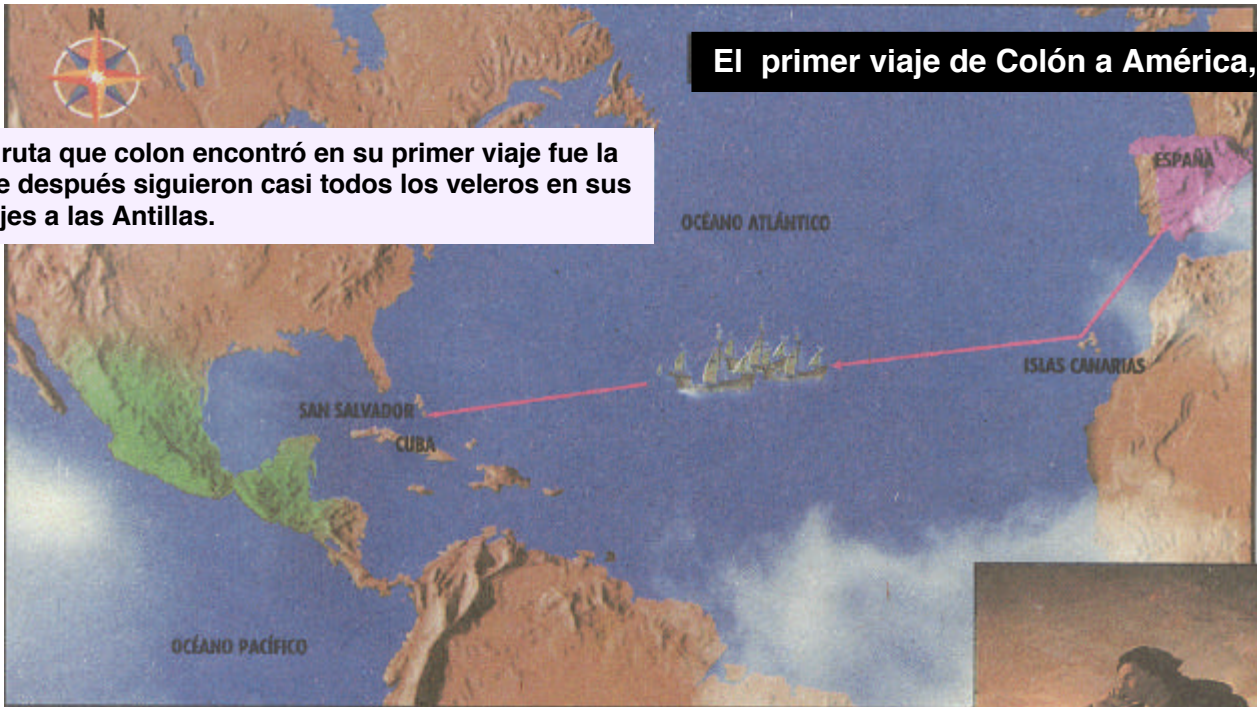 N
El primer viaje de Colón a América,
ruta que colon encontró en su primer viaje fue la
e después siguieron casi todos los veleros en sus
jes a las Antillas.
ESPAÑA
OCÉANO ATLÁNTICO
ISLAS CANARIAS
SAN SALVADOR
CUBA
OCÉANO PACÍFICO